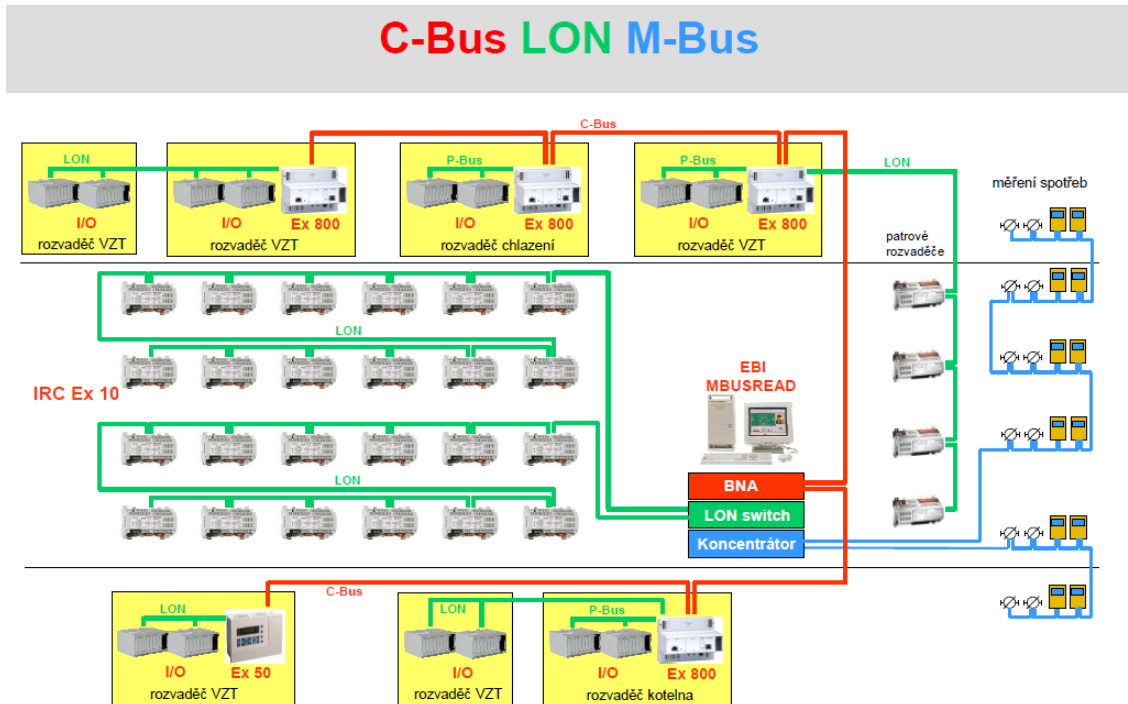 C-Bus LON M-Bus
C-Bus
LON
I/O
rozvaděč VZT
I/O
Ex 800
rozvaděč VZT
P-Bus
I/O
Ex 800
rozvaděč chlazení
P-Bus
I/O
Ex 800
rozvaděč VZT
LON
patrové
rozvaděče
měření spotřeb
LON
IRC Ex 10
LON
EBI
MBUSREAD
BNA
LON switch
Koncentrátor
C-Bus
LON
I/O
Ex 50
rozvaděč VZT
LON
I/O
rozvaděč VZT
P-Bus
I/O
Ex 800
rozvaděč kotelna